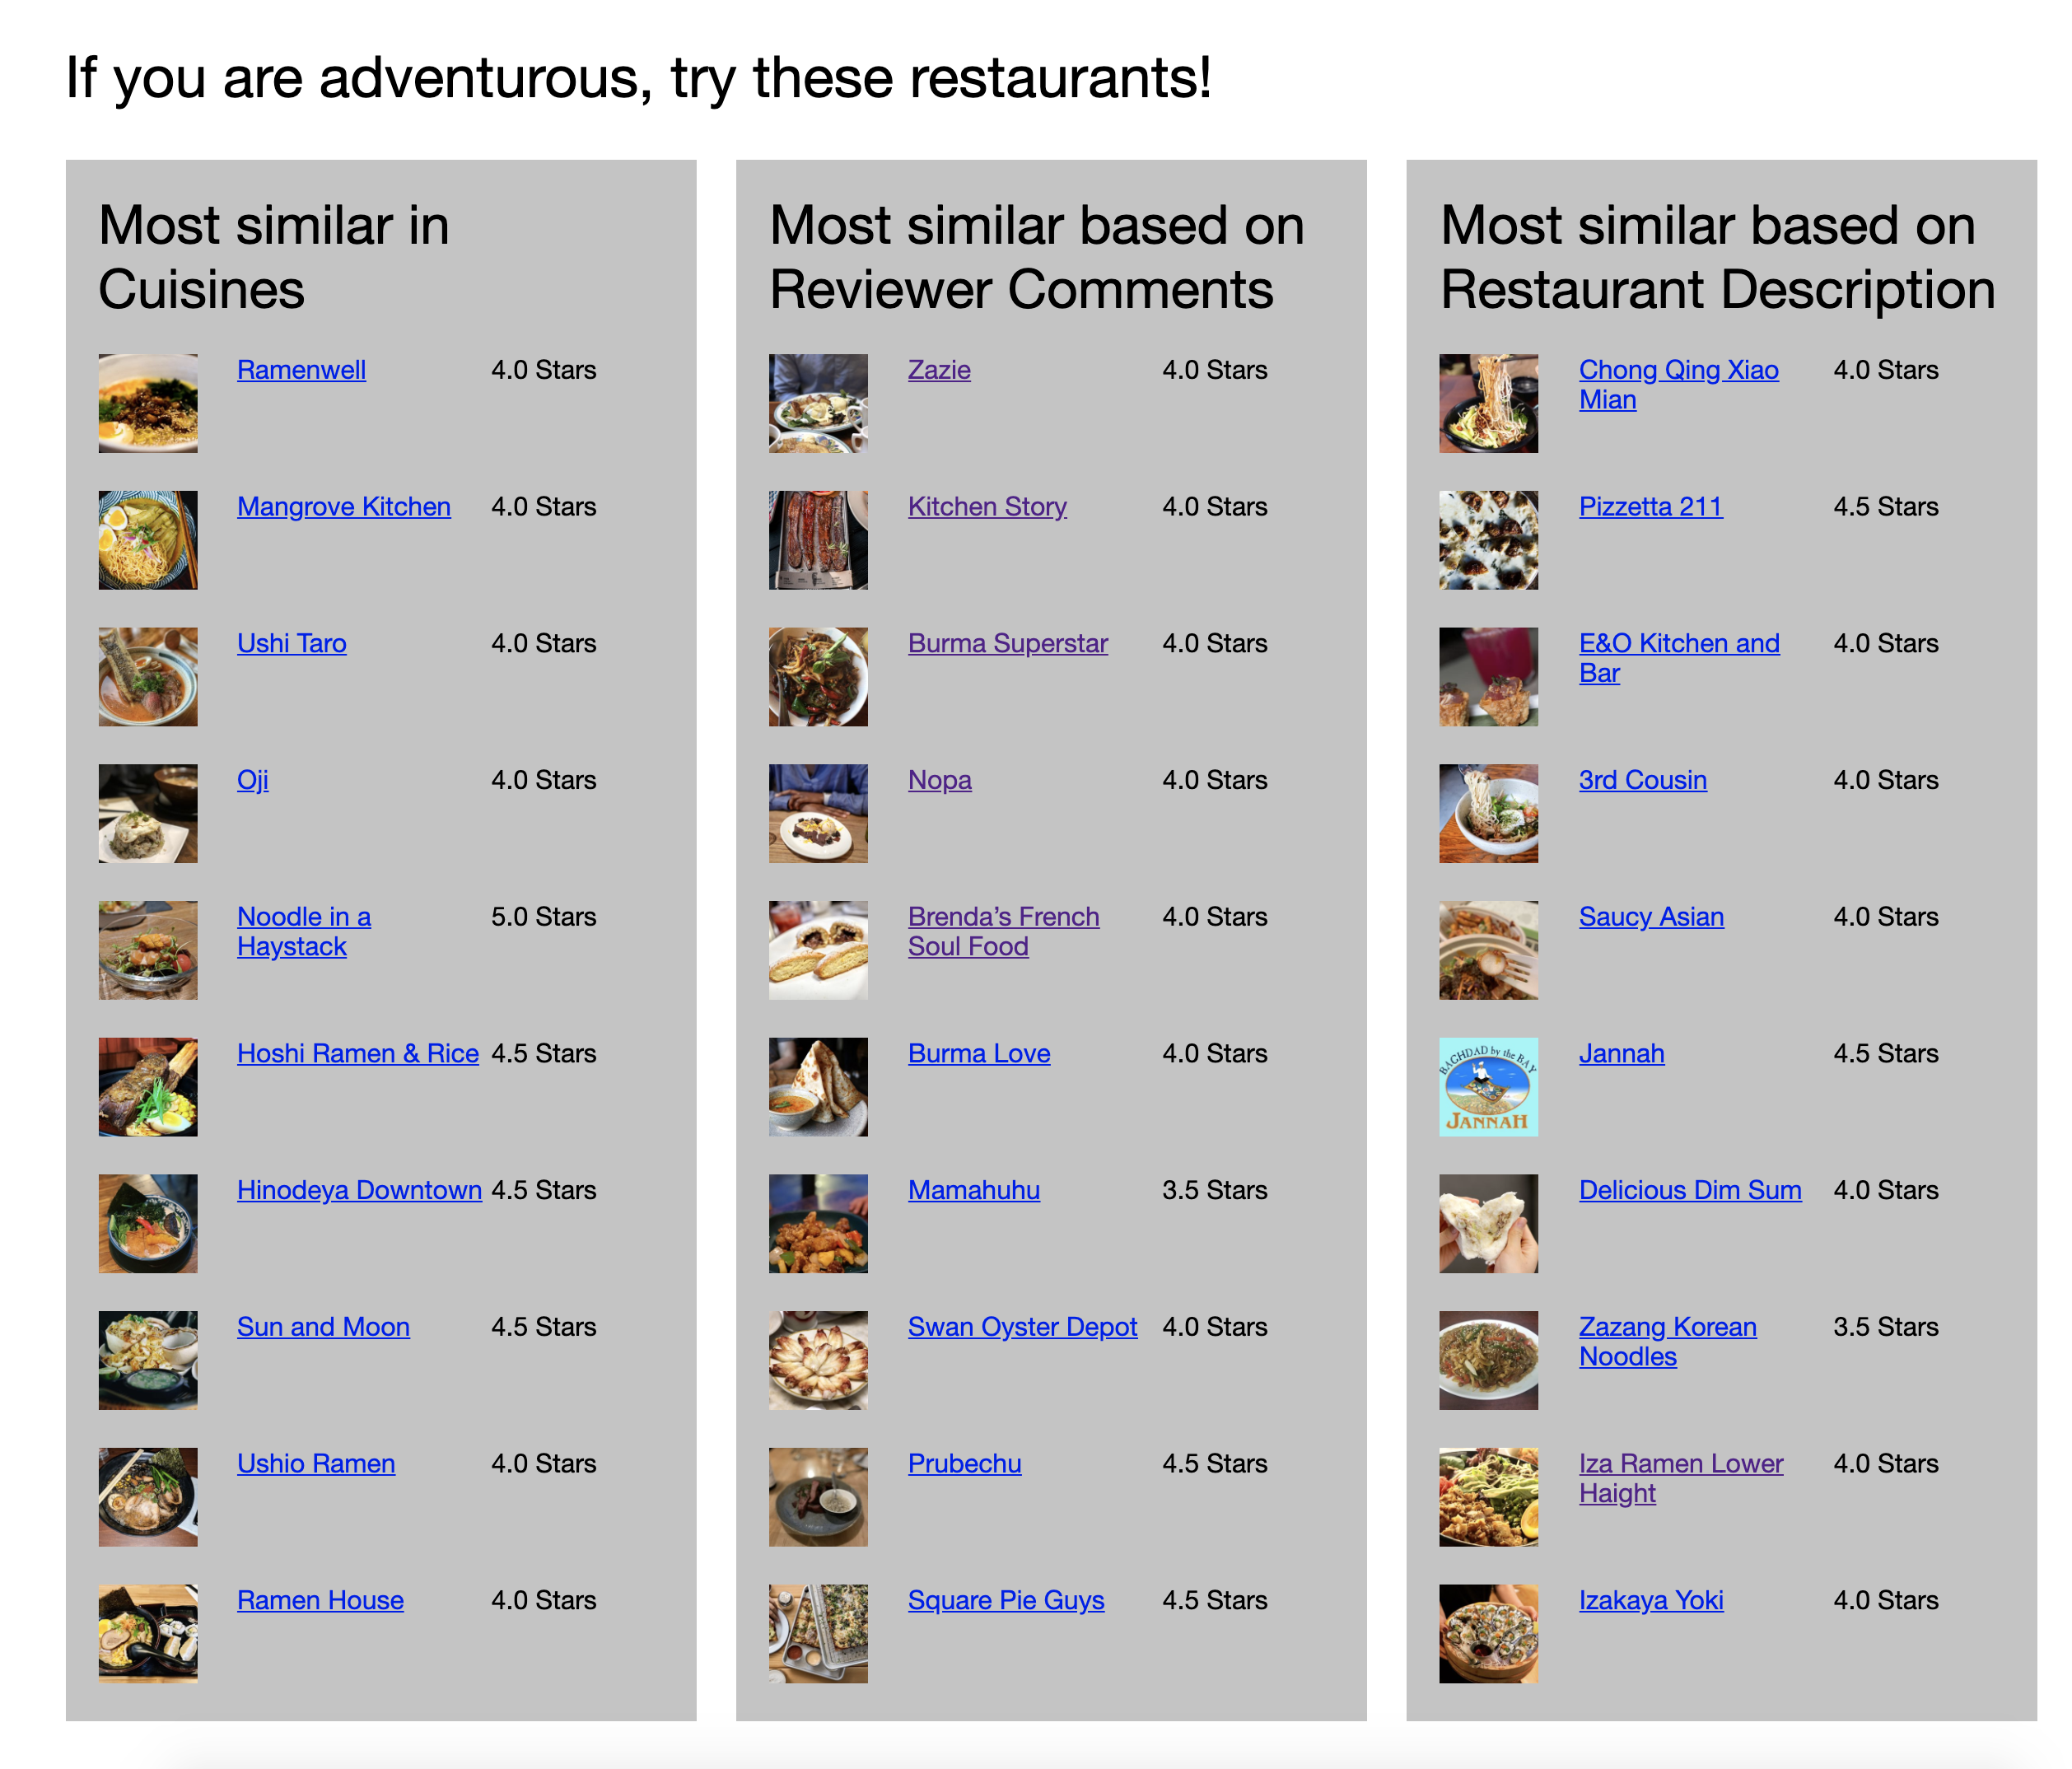 If you are adventurous, try these restaurants!
Most similar in
Cuisines
Ramenwell 4.0 Stars
Mangrove Kitchen 4.0 Stars
Ushi Taro 4.0 Stars
Oji 4.0 Stars
Noodle in a 5.0 Stars
Haystack
Hoshi Ramen & Rice 4.5 Stars
Hinodeya Downtown 4.5 Stars
Sun and Moon 4.5 Stars
Ushio Ramen 4.0 Stars
Ramen House 4.0 Stars
Most similar based on
Reviewer Comments
Zazie 4.0 Stars
Kitchen Story 4.0 Stars
Burma Superstar 4.0 Stars
Nopa 4.0 Stars
Brenda’s French 4.0 Stars
Soul Food
Burma Love 4.0 Stars
Mamahuhu 3.5 Stars
Swan Oyster Depot 4.0 Stars
Prubechu 4.5 Stars
Square Pie Guys 4.5 Stars
Most similar based on
Restaurant Description
Chong Qing Xiao 4.0 Stars
Mian
Pizzetta 211 4.5 Stars
E&O Kitchen and 4.0 Stars
Bar
3rd Cousin 4.0 Stars
Saucy Asian 4.0 Stars
BAGHDAD by the BAY
JANNAH
Jannah 4.5 Stars
Delicious Dim Sum 4.0 Stars
Zazang Korean 3.5 Stars
Noodles
Iza Ramen Lower 4.0 Stars
Haight
Izakaya Yoki 4.0 Stars